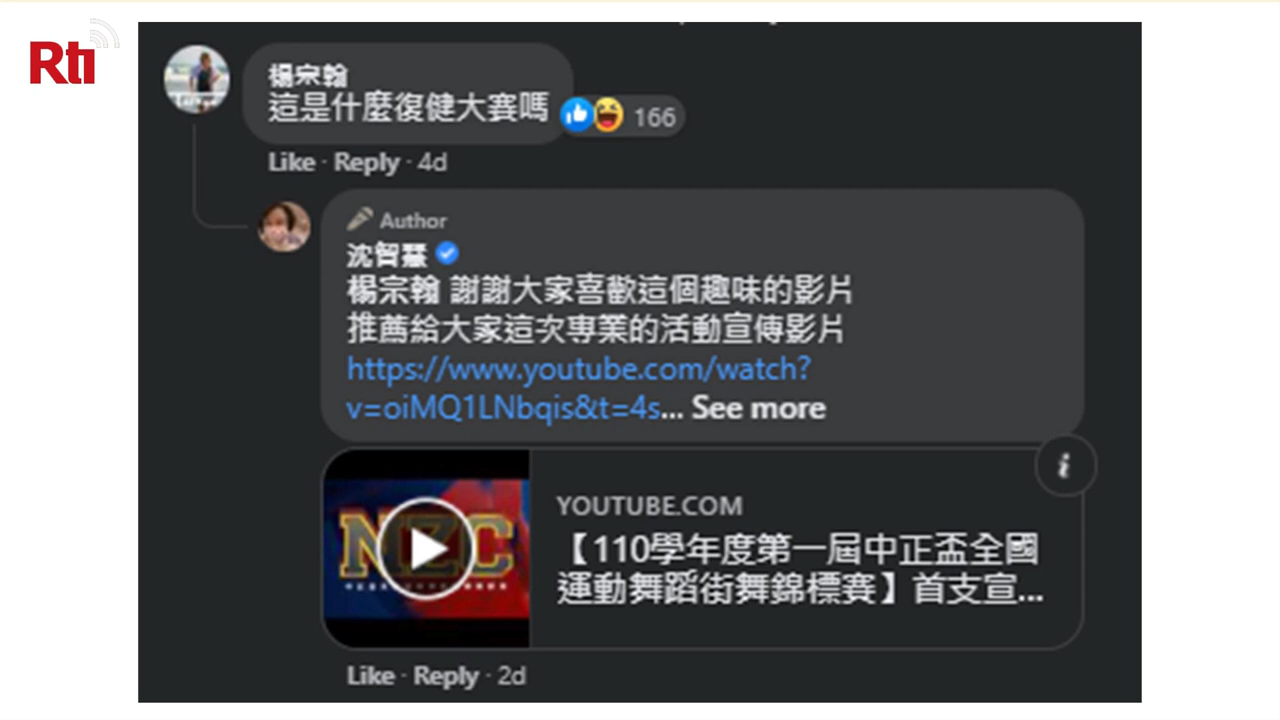 Rti
楊宗翰
這是什麼復健大賽嗎
166
Like · Reply · 4d
Author
沈智慧
楊宗翰 謝謝大家喜歡這個趣味的影片
推薦給大家這次專業的活動宣傳影片
https://www.youtube.com/watch?
v=oiMQ1LNbqis&t=4s... See more
NZC
YOUTUBE.COM
【110學年度第一屆中正盃全國
運動舞蹈街舞錦標賽】首支宣...
Like · Reply · 2d